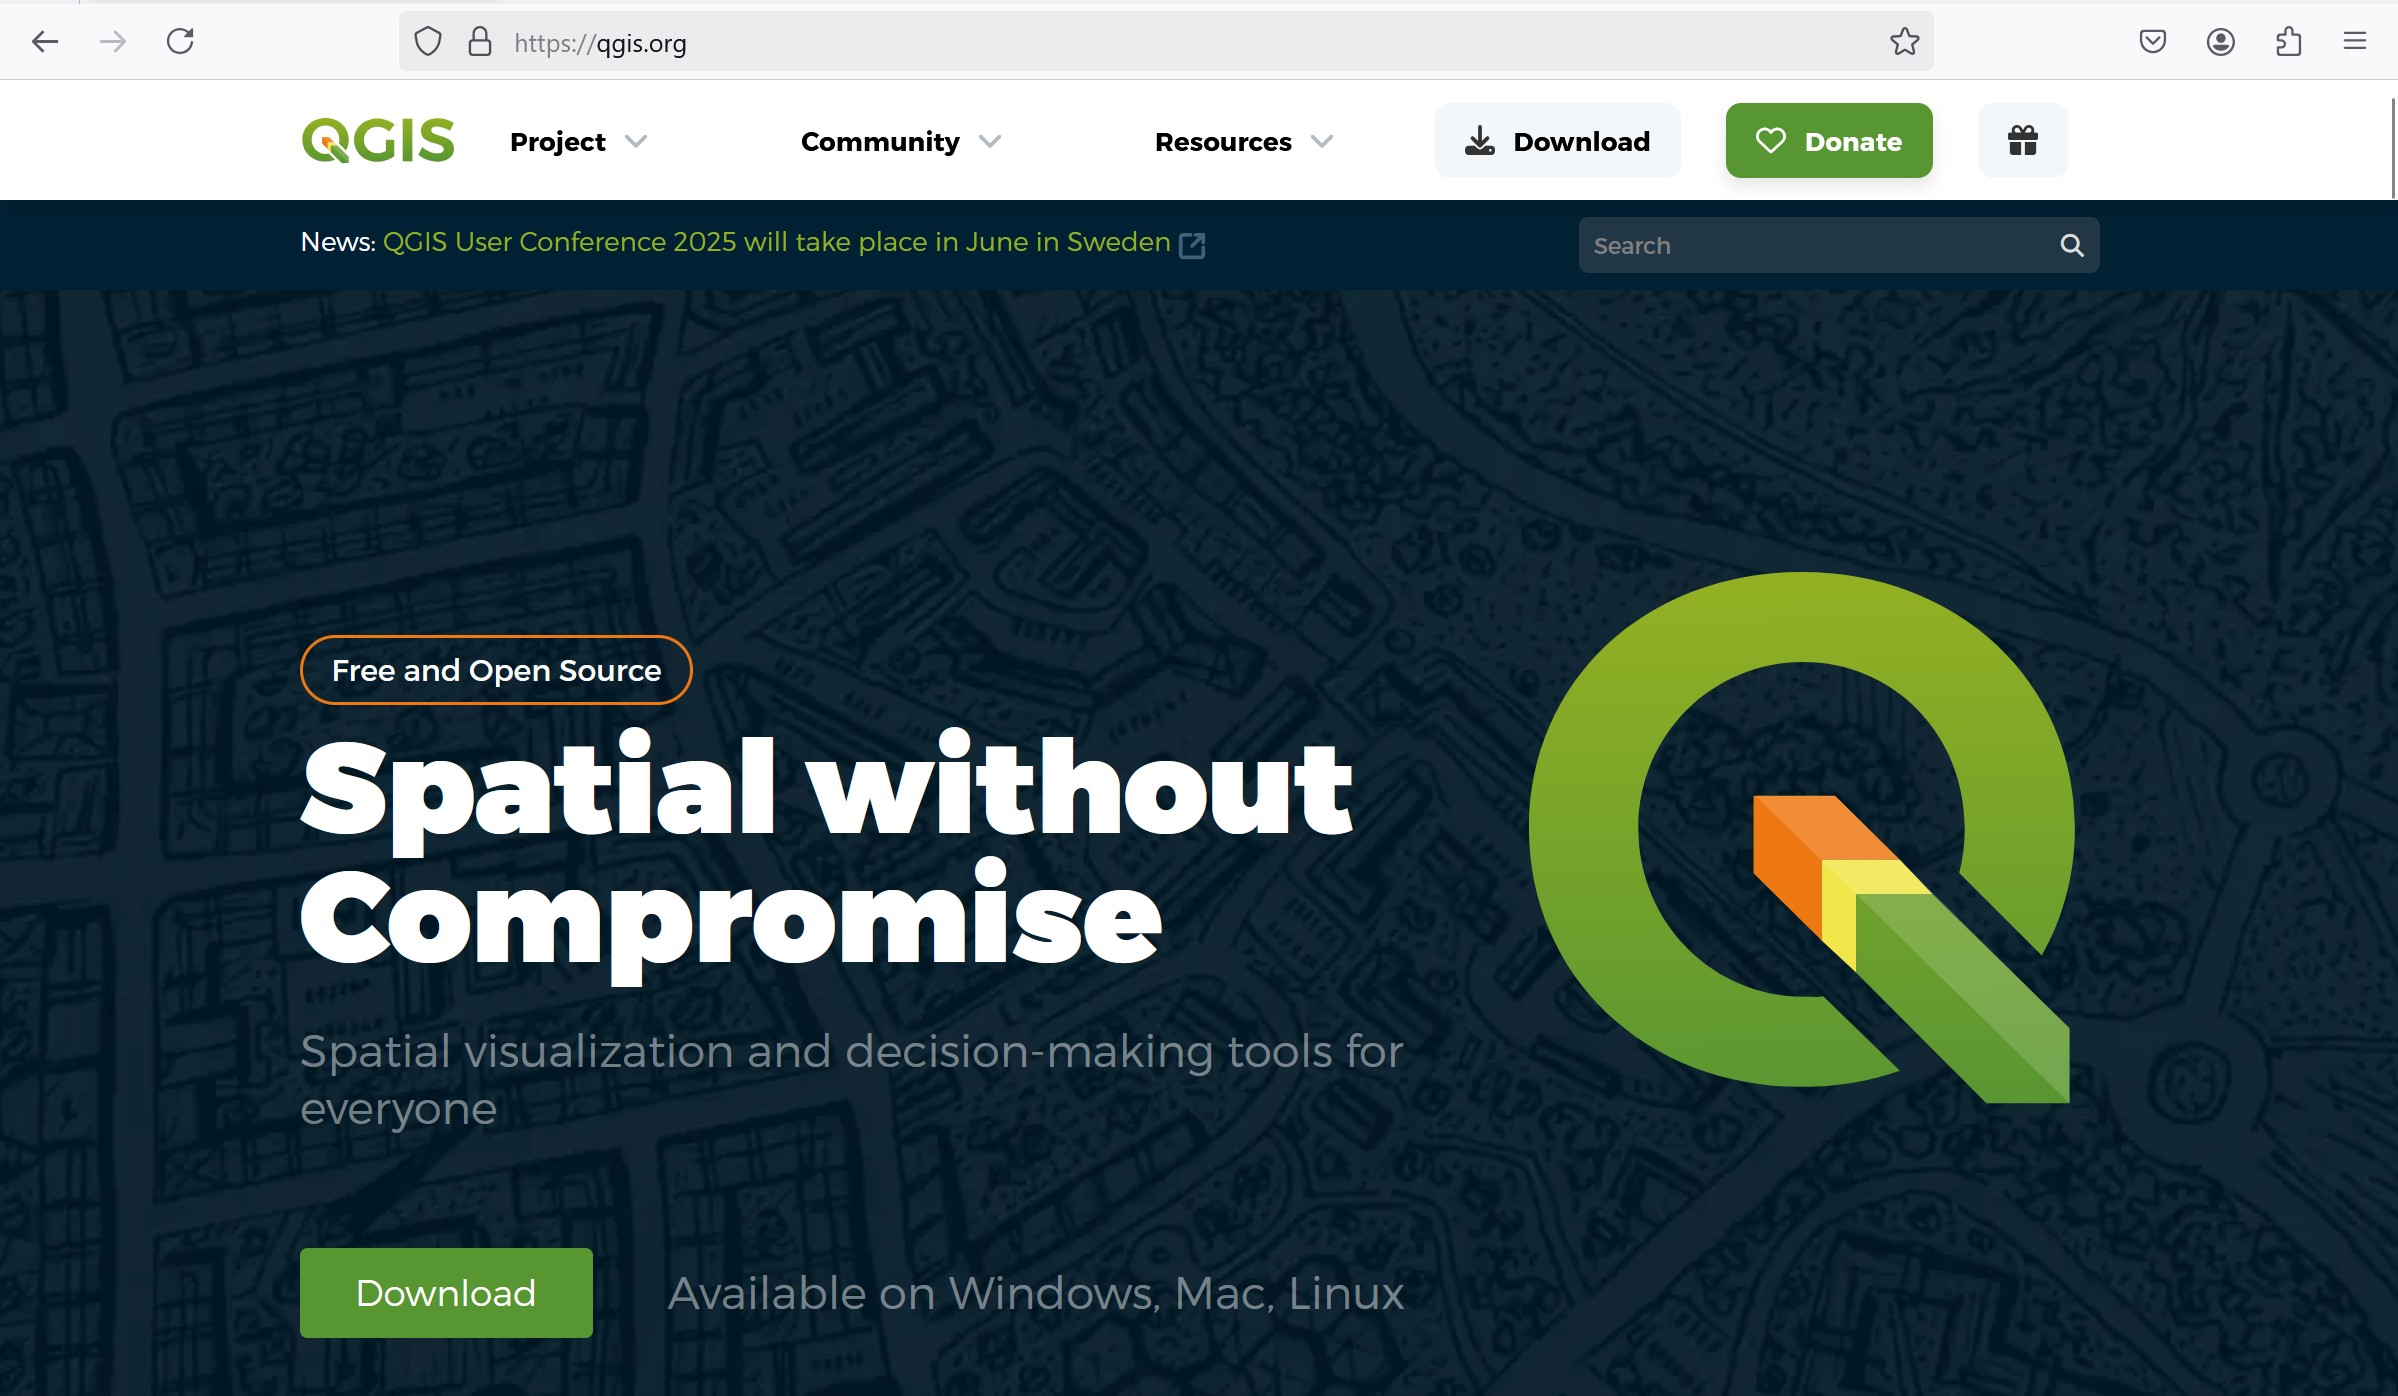 https://qgis.org
QGIS Project Community Resources Download Donate
News: QGIS User Conference 2025 will take place in June in Sweden Search
Free and Open Source
Spatial without
Compromise
Spatial visualization and decision-making tools for
everyone
Download Available on Windows, Mac, Linux